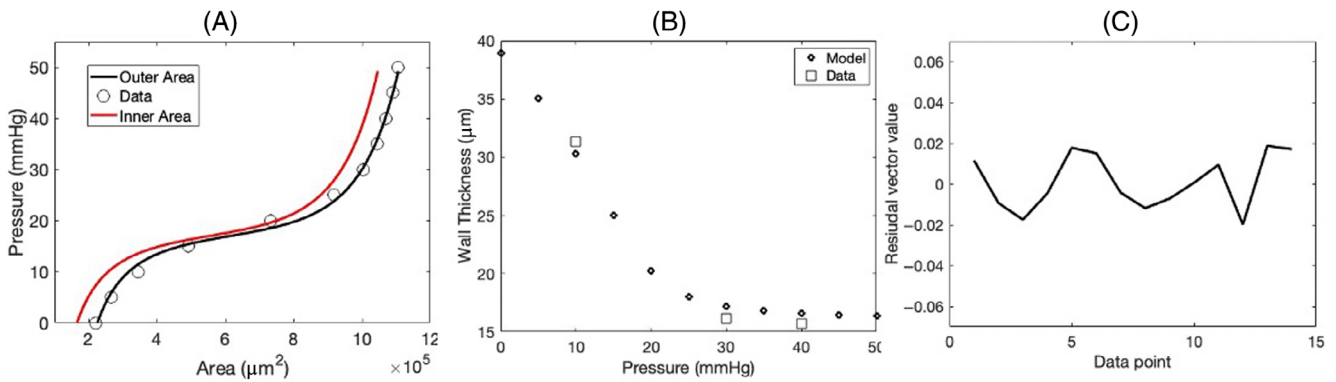 (A)
Pressure (mmHg)
50
40
30
20
10
0
Outer Area
Data
Inner Area
2
4
6
8
10
12
×10⁵
Area (μm²)
(B)
Wall Thickness (μm)
40
35
30
25
20
15
Model
Data
0
10
20
30
40
50
Pressure (mmHg)
(C)
Resiudal vector value
0.06
0.04
0.02
0
−0.02
−0.04
−0.06
0
5
10
15
Data point